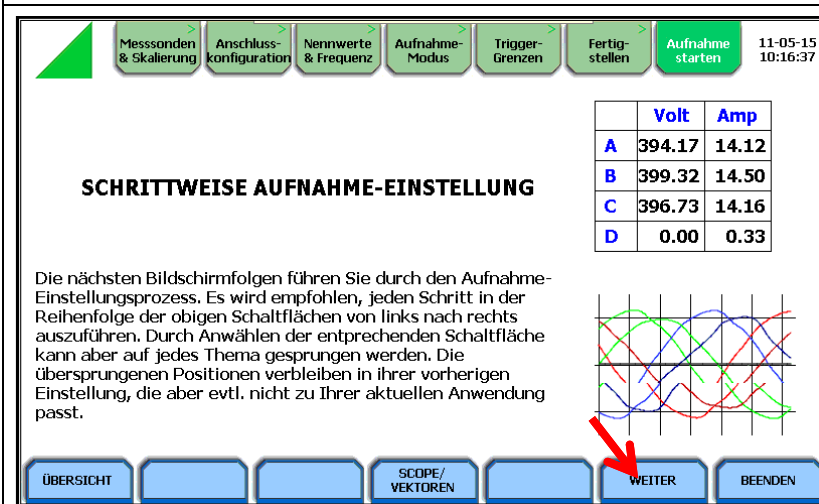 Messsonden & Skalierung
Anschluss-konfiguration
Nennwerte & Frequenz
Aufnahme-Modus
Trigger-Grenzen
Fertig-stellen
Aufnahme starten
11-05-15
10:16:37
Volt Amp
A 394.17 14.12
B 399.32 14.50
C 396.73 14.16
D 0.00 0.33
SCHRITTWEISE AUFNAHME-EINSTELLUNG
Die nächsten Bildschirmfolgen führen Sie durch den Aufnahme-
Einstellungsprozess. Es wird empfohlen, jeden Schritt in der
Reihenfolge der obigen Schaltflächen von links nach rechts
auszuführen. Durch Anwählen der entprechenden Schaltfläche
kann aber auf jedes Thema gesprungen werden. Die
übersprungenen Positionen verbleiben in ihrer vorherigen
Einstellung, die aber evtl. nicht zu Ihrer aktuellen Anwendung
passt.
ÜBERSICHT
SCOPE/
VEKTOREN
WEITER
BEENDEN